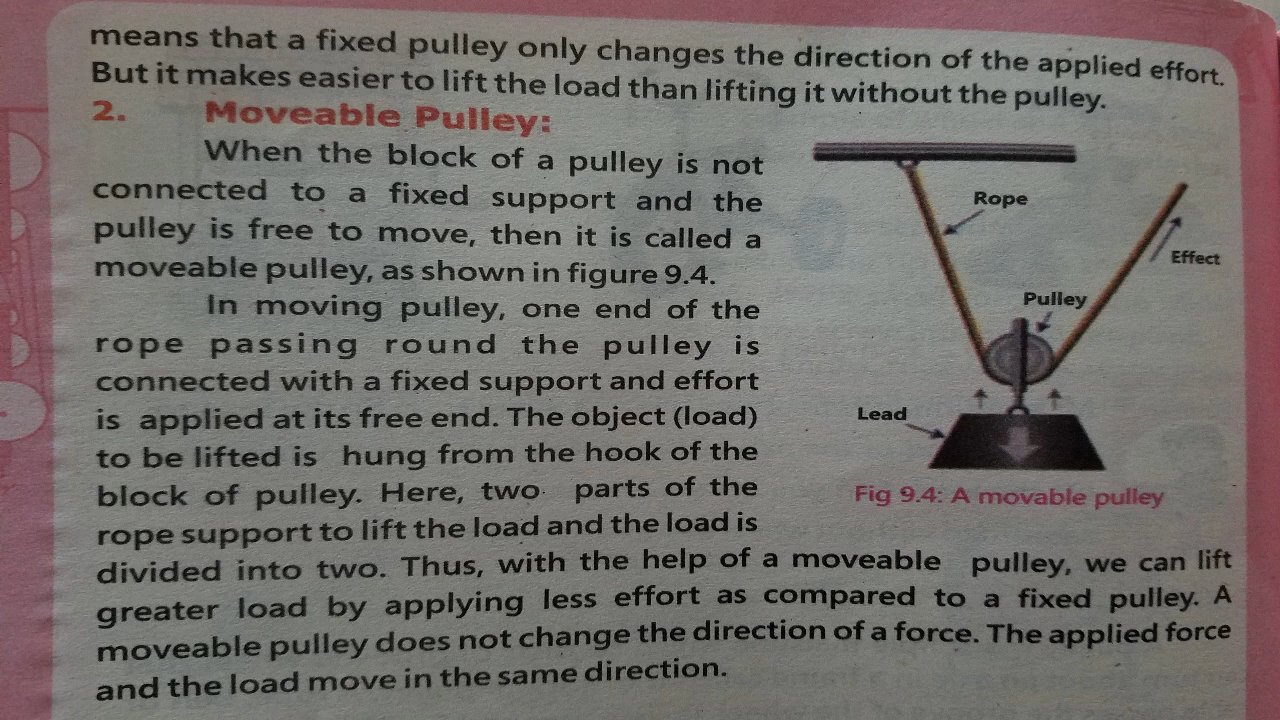 means that a fixed pulley only changes the direction of the applied effort.
But it makes easier to lift the load than lifting it without the pulley.
2. Moveable Pulley:
When the block of a pulley is not
connected to a fixed support and the
pulley is free to move, then it is called a
moveable pulley, as shown in figure 9.4.
In moving pulley, one end of the
rope passing round the pulley is
connected with a fixed support and effort
is applied at its free end. The object (load)
to be lifted is hung from the hook of the
block of pulley. Here, two parts of the
rope support to lift the load and the load is
divided into two. Thus, with the help of a moveable pulley, we can lift
greater load by applying less effort as compared to a fixed pulley. A
moveable pulley does not change the direction of a force. The applied force
and the load move in the same direction.
Rope
Effect
Pulley
Lead
Fig 9.4: A movable pulley